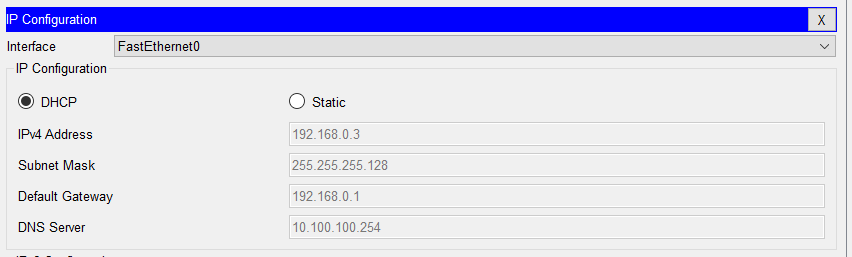 IP Configuration X
Interface FastEthernet0
IP Configuration
DHCP Static
IPv4 Address 192.168.0.3
Subnet Mask 255.255.255.128
Default Gateway 192.168.0.1
DNS Server 10.100.100.254